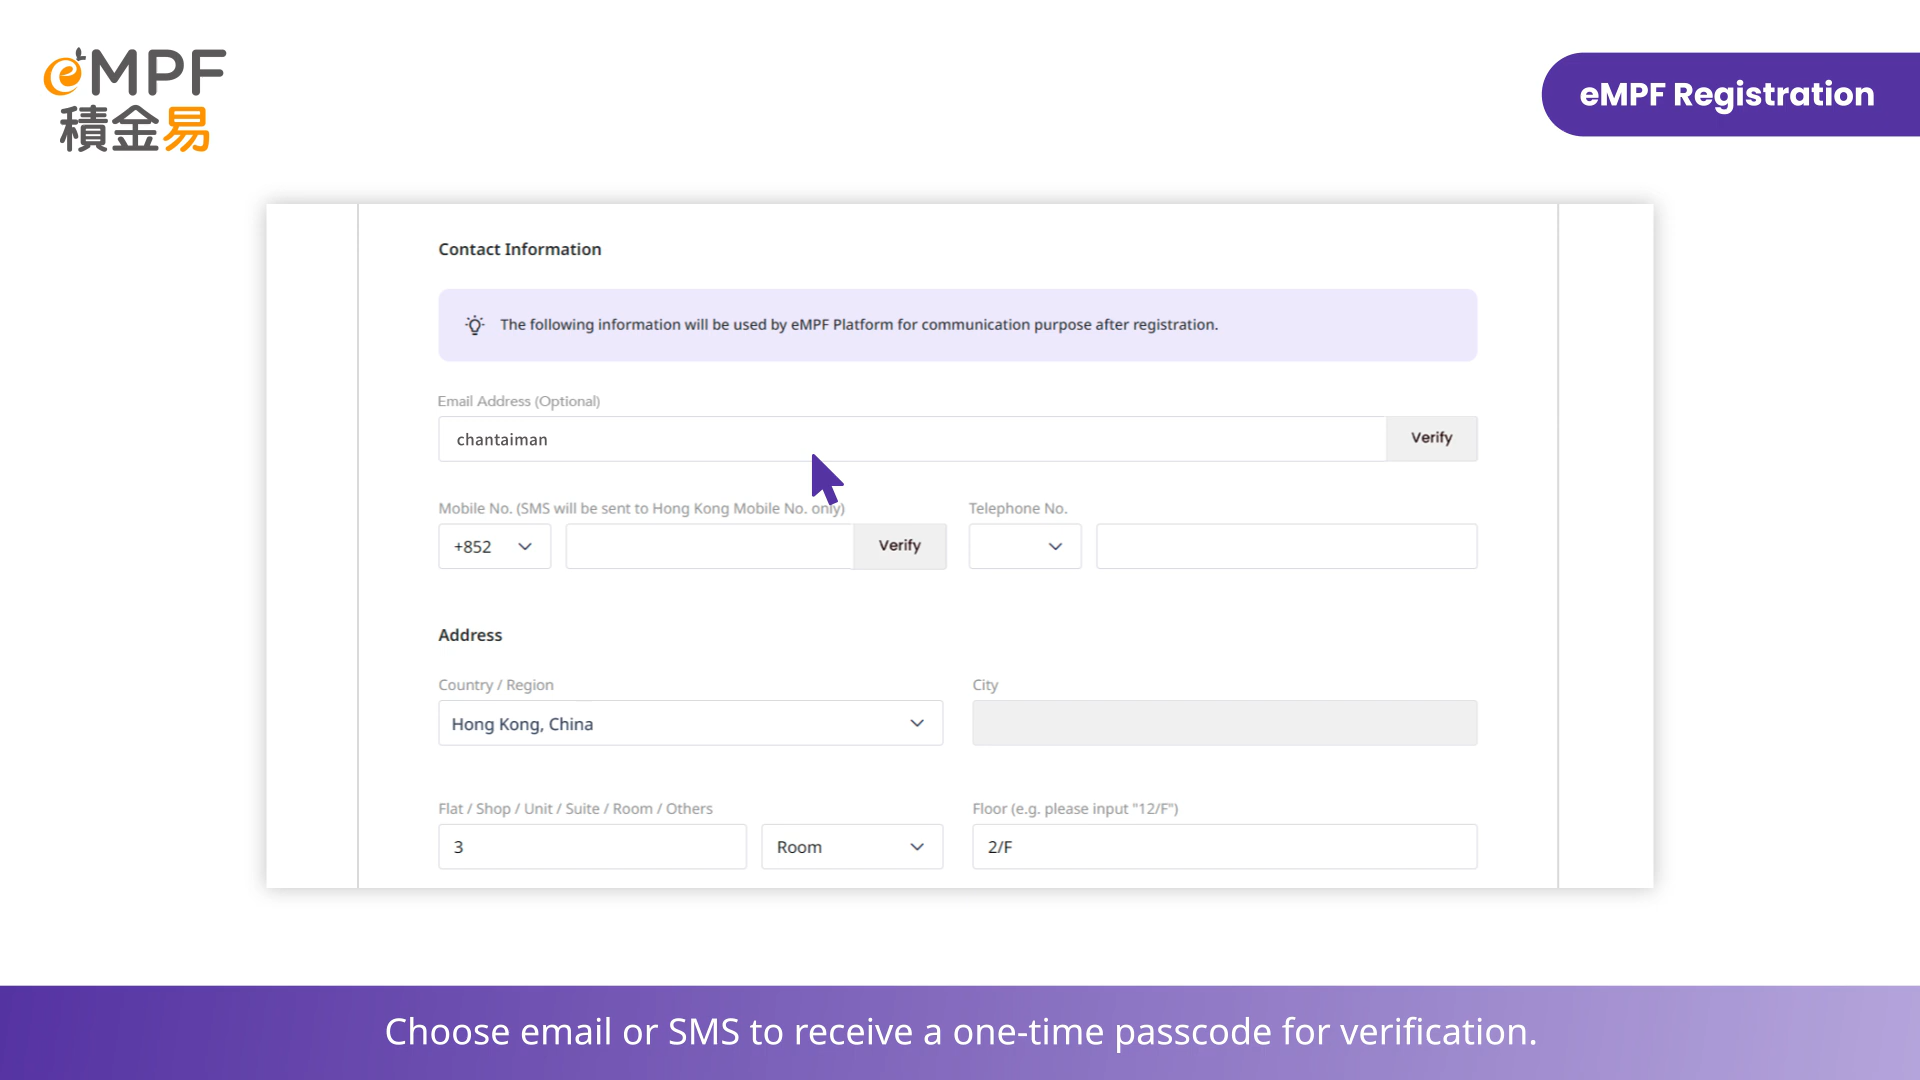 eMPF
積金易
eMPF Registration
Contact Information
The following information will be used by eMPF Platform for communication purpose after registration.
Email Address (Optional)
chantaiman
Verify
Mobile No. (SMS will be sent to Hong Kong Mobile No. only)
Telephone No.
+852
Verify
Address
Country / Region
City
Hong Kong, China
Flat / Shop / Unit / Suite / Room / Others
Floor (e.g. please input "12/F")
3
Room
2/F
Choose email or SMS to receive a one-time passcode for verification.